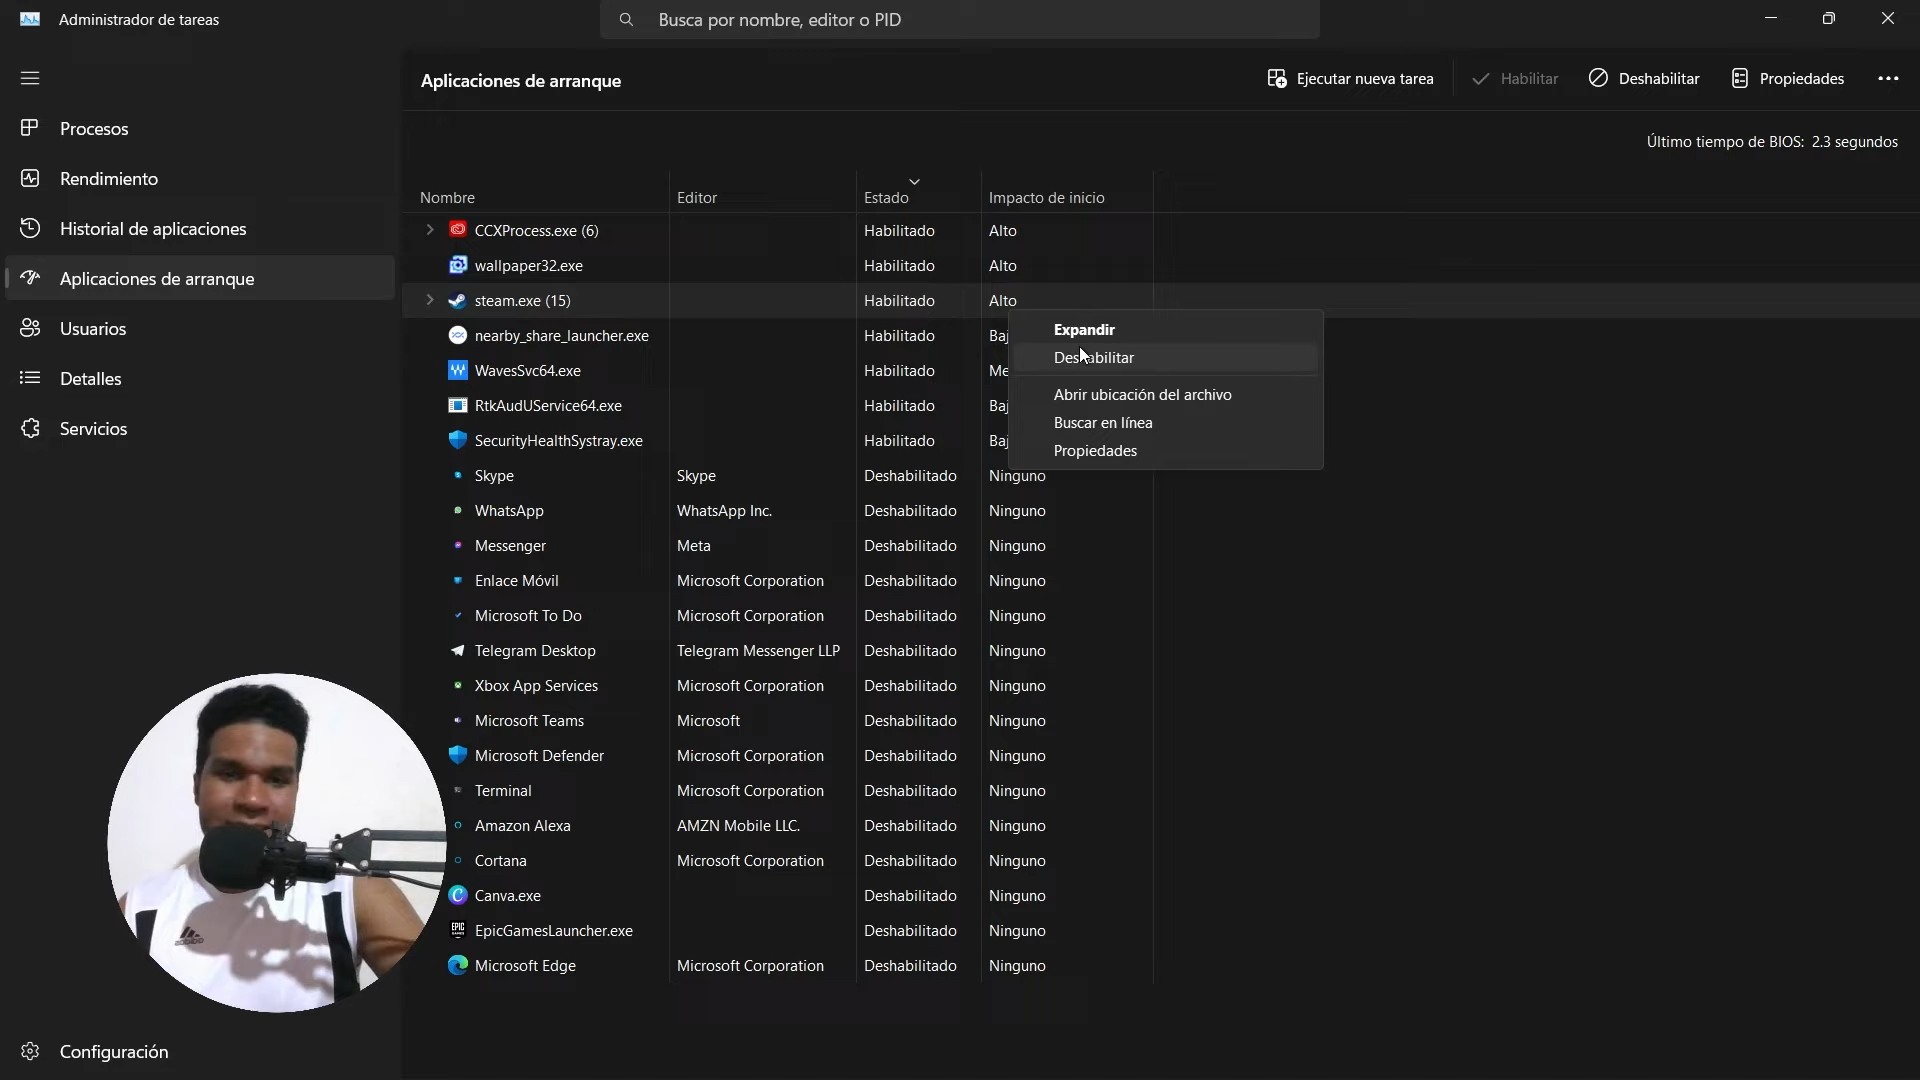 Administrador de tareas
Busca por nombre, editor o PID
Aplicaciones de arranque
Ejecutar nueva tarea
Habilitar
Deshabilitar
Propiedades
Último tiempo de BIOS: 2.3 segundos
Procesos
Rendimiento
Historial de aplicaciones
Aplicaciones de arranque
Usuarios
Detalles
Servicios
Configuración
Nombre Editor Estado Impacto de inicio
CCXProcess.exe (6) Habilitado Alto
wallpaper32.exe Habilitado Alto
steam.exe (15) Habilitado Alto
nearby_share_launcher.exe Habilitado
WavesSvc64.exe Habilitado
RtkAudUService64.exe Habilitado
SecurityHealthSystray.exe Habilitado
Expandir
Deshabilitar
Abrir ubicación del archivo
Buscar en línea
Propiedades
Skype Skype Deshabilitado Ninguno
WhatsApp WhatsApp Inc. Deshabilitado Ninguno
Messenger Meta Deshabilitado Ninguno
Enlace Móvil Microsoft Corporation Deshabilitado Ninguno
Microsoft To Do Microsoft Corporation Deshabilitado Ninguno
Telegram Desktop Telegram Messenger LLP Deshabilitado Ninguno
Xbox App Services Microsoft Corporation Deshabilitado Ninguno
Microsoft Teams Microsoft Deshabilitado Ninguno
Microsoft Defender Microsoft Corporation Deshabilitado Ninguno
Terminal Microsoft Corporation Deshabilitado Ninguno
Amazon Alexa AMZN Mobile LLC. Deshabilitado Ninguno
Cortana Microsoft Corporation Deshabilitado Ninguno
Canva.exe Deshabilitado Ninguno
EpicGamesLauncher.exe Deshabilitado Ninguno
Microsoft Edge Microsoft Corporation Deshabilitado Ninguno